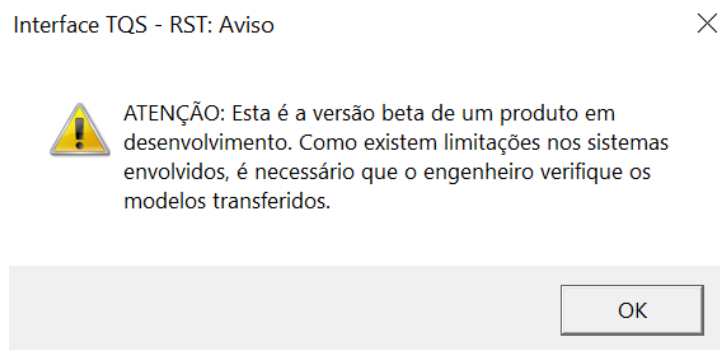 Interface TQS - RST: Aviso
ATENÇÃO: Esta é a versão beta de um produto em
desenvolvimento. Como existem limitações nos sistemas
envolvidos, é necessário que o engenheiro verifique os
modelos transferidos.
OK